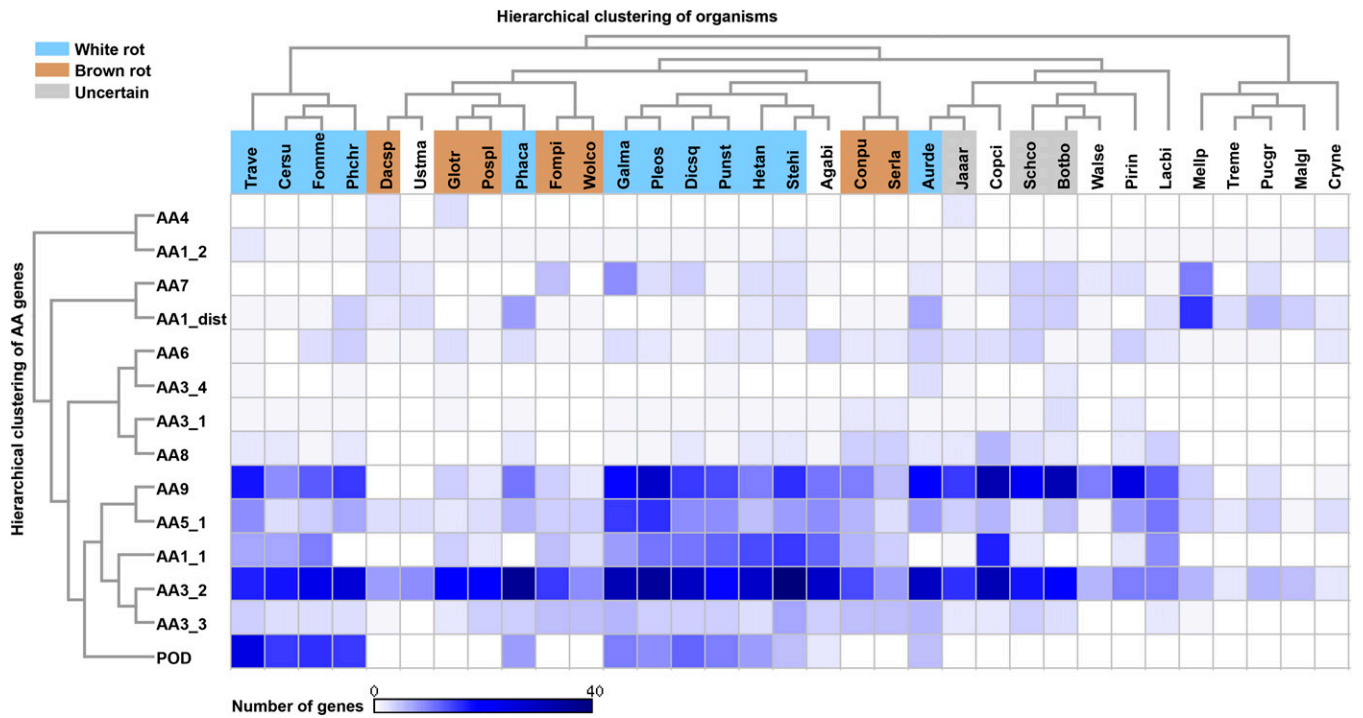 Hierarchical clustering of organisms
White rot
Brown rot
Uncertain
Trave
Cersu
Fomme
Phchr
Dacsp
Ustma
Glotr
Pospl
Phaca
Fompi
Wolco
Galma
Pleos
Dicsq
Punst
Hetan
Stehi
Agabi
Conpu
Serla
Aurde
Jaaar
Copci
Schco
Botbo
Walse
Pirin
Lacbi
Mellp
Treme
Pucgr
Malgl
Cryne
Hierarchical clustering of AA genes
AA4
AA1_2
AA7
AA1_dist
AA6
AA3_4
AA3_1
AA8
AA9
AA5_1
AA1_1
AA3_2
AA3_3
POD
Number of genes
0
40